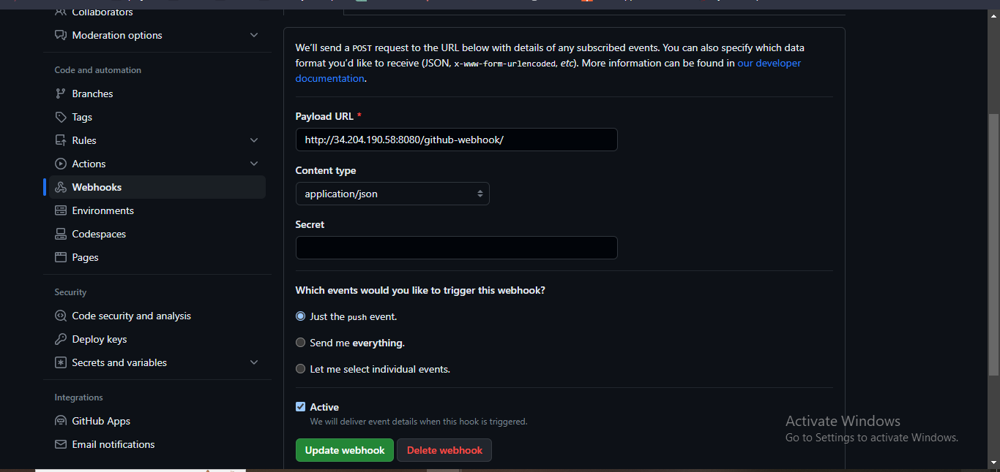 Collaborators
Moderation options
Code and automation
Branches
Tags
Rules
Actions
Webhooks
Environments
Codespaces
Pages
Security
Code security and analysis
Deploy keys
Secrets and variables
Integrations
GitHub Apps
Email notifications
We'll send a POST request to the URL below with details of any subscribed events. You can also specify which data
format you'd like to receive (JSON, x-www-form-urlencoded, etc). More information can be found in our developer
documentation.
Payload URL *
http://34.204.190.58:8080/github-webhook/
Content type
application/json
Secret
Which events would you like to trigger this webhook?
Just the push event.
Send me everything.
Let me select individual events.
Active
We will deliver event details when this hook is triggered.
Update webhook
Delete webhook
Activate Windows
Go to Settings to activate Windows.